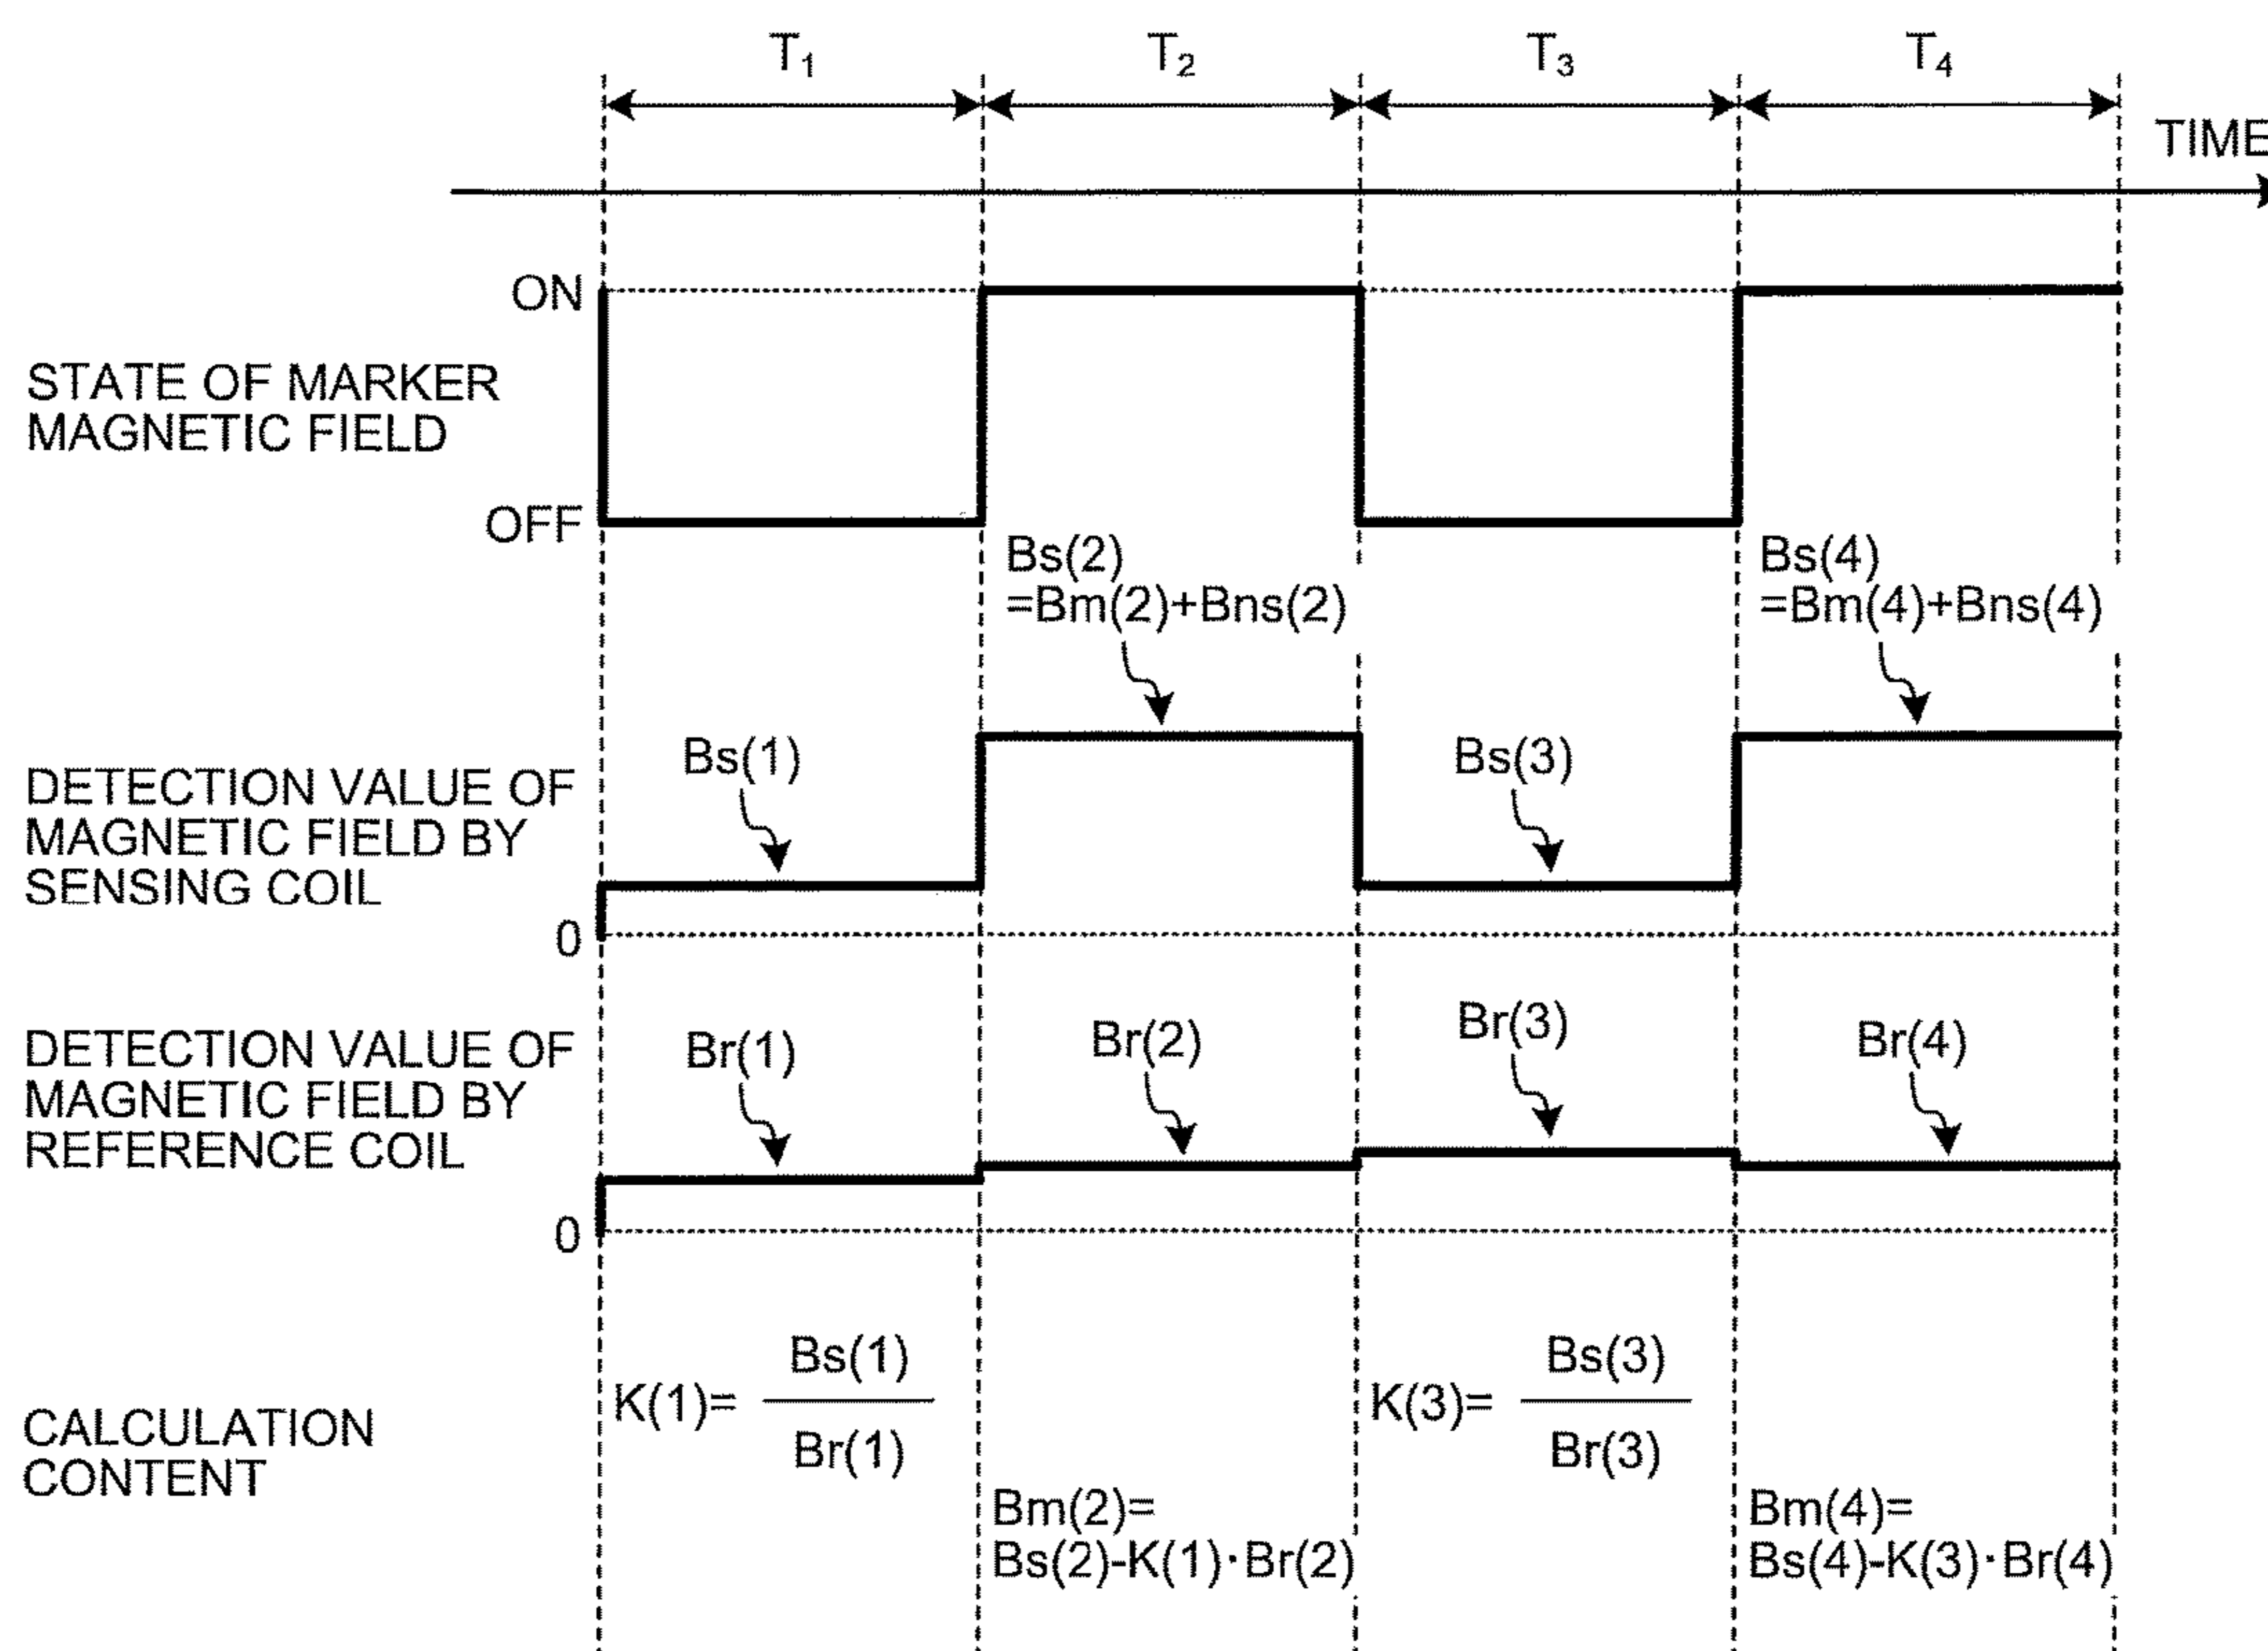 T1 T2 T3 T4
TIME
ON
STATE OF MARKER
MAGNETIC FIELD
OFF
Bs(2)
=Bm(2)+Bns(2)
Bs(4)
=Bm(4)+Bns(4)
Bs(1)
Bs(3)
DETECTION VALUE OF
MAGNETIC FIELD BY
SENSING COIL
0
Br(1)
Br(2)
Br(3)
Br(4)
DETECTION VALUE OF
MAGNETIC FIELD BY
REFERENCE COIL
0
CALCULATION
CONTENT
K(1)=
Bs(1)
Br(1)
Bm(2)=
Bs(2)-K(1)·Br(2)
K(3)=
Bs(3)
Br(3)
Bm(4)=
Bs(4)-K(3)·Br(4)